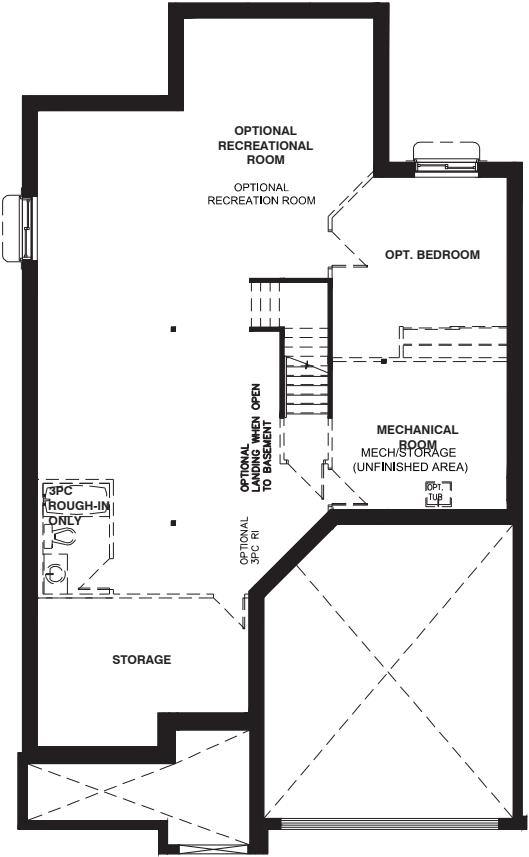 OPTIONAL
RECREATIONAL
ROOM
OPTIONAL
RECREATION ROOM
OPT. BEDROOM
OPTIONAL
LANDING WHEN OPEN
TO BASEMENT
MECHANICAL
ROOM
MECH/STORAGE
(UNFINISHED AREA)
OPT.
TUB
3PC
ROUGH-IN
ONLY
OPTIONAL
3PC RI
STORAGE